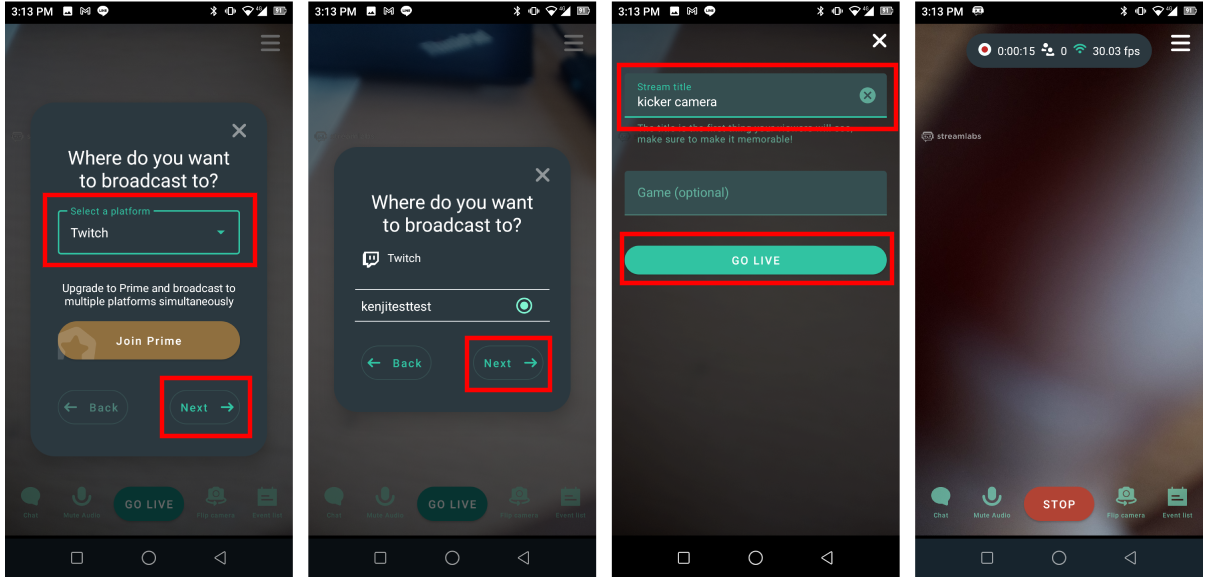 3:13 PM
91
Where do you want
to broadcast to?
Select a platform
Twitch
Upgrade to Prime and broadcast to
multiple platforms simultaneously
Join Prime
← Back
Next →
GO LIVE
Chat
Mute Audio
Flip camera
Event list
3:13 PM
91
Where do you want
to broadcast to?
Twitch
kenjitesttest
← Back
Next →
GO LIVE
Chat
Mute Audio
Flip camera
Event list
3:13 PM
91
Stream title
kicker camera
The title is the first thing your viewers will see,
make sure to make it memorable!
Game (optional)
GO LIVE
3:13 PM
91
0:00:15 0 30.03 fps
streamlabs
STOP
Chat
Mute Audio
Flip camera
Event list